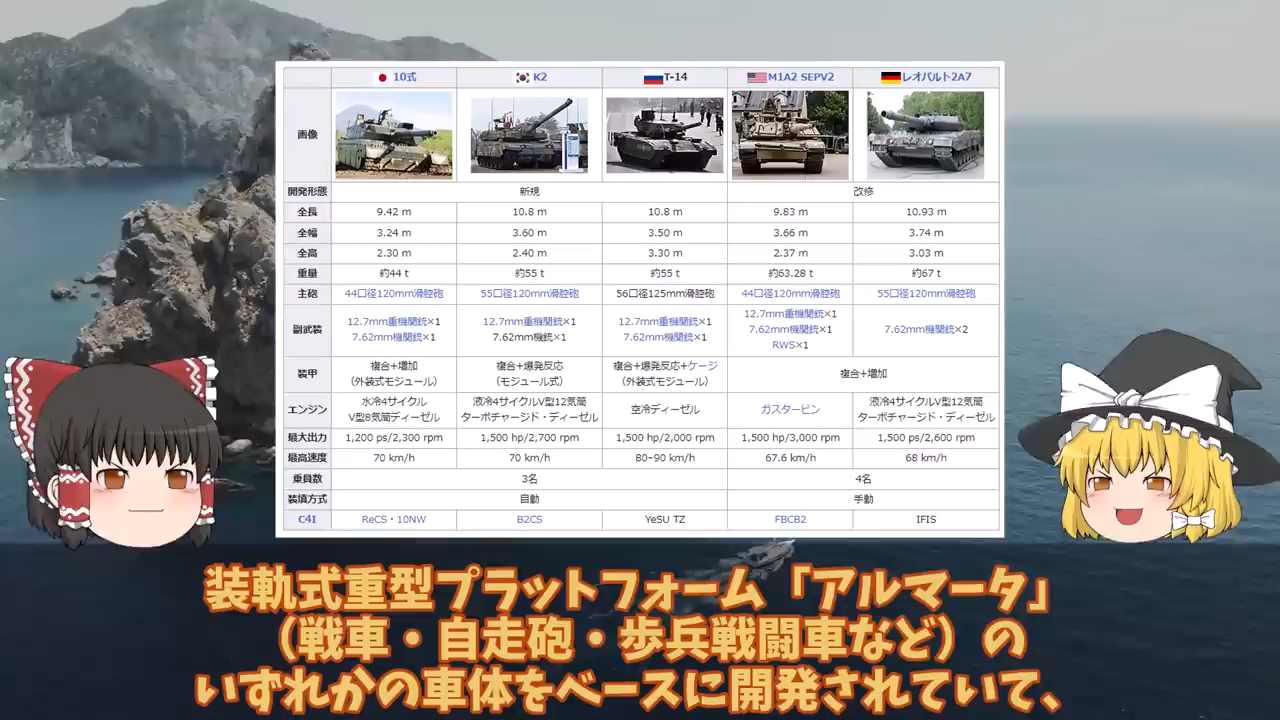 10式 K2 T-14 M1A2 SEPV2 レオパルト2A7
画像
開発形態 新規 改修
全長 9.42 m 10.8 m 10.8 m 9.83 m 10.93 m
全幅 3.24 m 3.60 m 3.50 m 3.66 m 3.74 m
全高 2.30 m 2.40 m 3.30 m 2.37 m 3.03 m
重量 約44 t 約55 t 約55 t 約63.28 t 約67 t
主砲 44口径120mm滑腔砲 55口径120mm滑腔砲 56口径125mm滑腔砲 44口径120mm滑腔砲 55口径120mm滑腔砲
副武装 12.7mm重機関銃×1 7.62mm機関銃×1 12.7mm重機関銃×1 7.62mm機銃×1 12.7mm重機関銃×1 7.62mm機関銃×1 12.7mm重機関銃×1 7.62mm機関銃×1 RWS×1 7.62mm機関銃×2
装甲 複合+増加 (外装式モジュール) 複合+爆発反応 (モジュール式) 複合+爆発反応+ケージ (外装式モジュール) 複合+増加
エンジン 水冷4サイクル V型8気筒ディーゼル 液冷4サイクルV型12気筒 ターボチャージド・ディーゼル 空冷ディーゼル ガスタービン 液冷4サイクルV型12気筒 ターボチャージド・ディーゼル
最大出力 1,200 ps/2,300 rpm 1,500 hp/2,700 rpm 1,500 hp/2,000 rpm 1,500 hp/3,000 rpm 1,500 ps/2,600 rpm
最高速度 70 km/h 70 km/h 80–90 km/h 67.6 km/h 68 km/h
乗員数 3名 4名
装填方式 自動 手動
C4I ReCS・10NW B2CS YeSU TZ FBCB2 IFIS
装軌式重型プラットフォーム「アルマータ」
（戦車・自走砲・歩兵戦闘車など）の
いずれかの車体をベースに開発されていて、